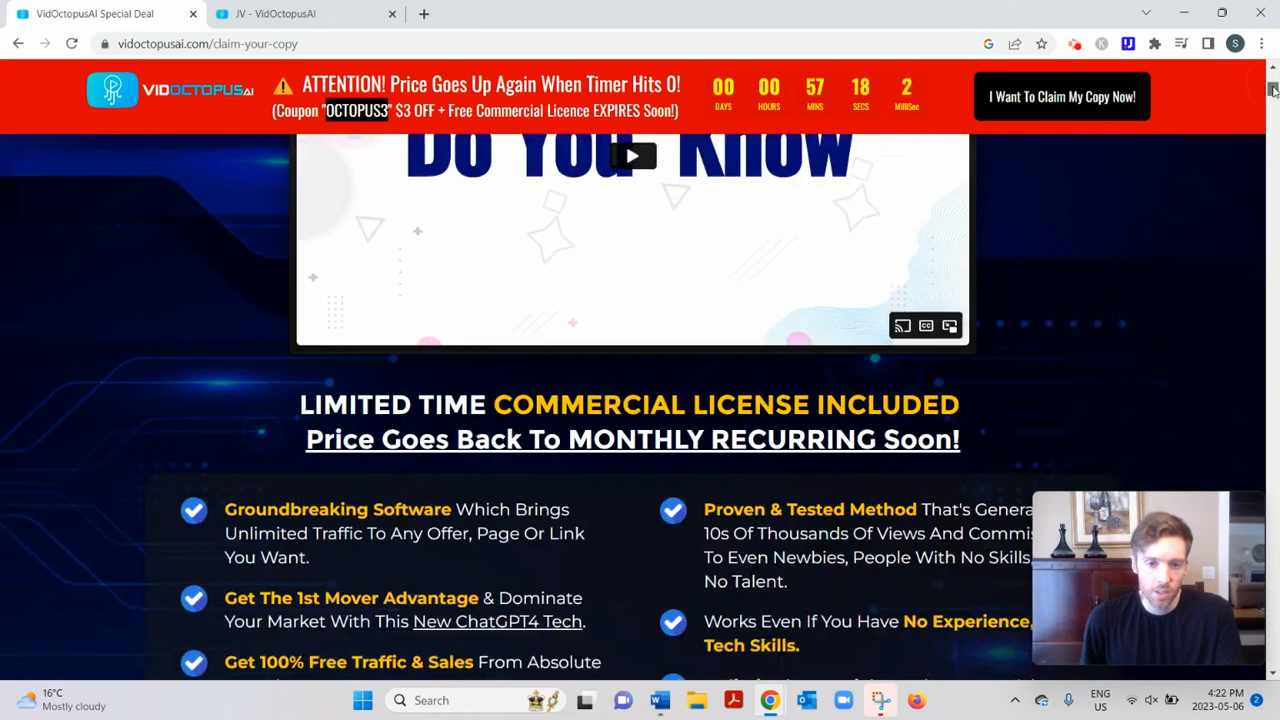 VidOctopusAI Special Deal
JV - VidOctopusAI
vidoctopusai.com/claim-your-copy
S
VIDOCTOPUSAI
ATTENTION! Price Goes Up Again When Timer Hits 0!
(Coupon "OCTOPUS3" $3 OFF + Free Commercial Licence EXPIRES Soon!)
00 00 57 18 2
DAYS HOURS MINS SECS MilliSec
I Want To Claim My Copy Now!
Do You Know
CC
LIMITED TIME COMMERCIAL LICENSE INCLUDED
Price Goes Back To MONTHLY RECURRING Soon!
Groundbreaking Software Which Brings
Unlimited Traffic To Any Offer, Page Or Link
You Want.
Get The 1st Mover Advantage & Dominate
Your Market With This New ChatGPT4 Tech.
Get 100% Free Traffic & Sales From Absolute
Proven & Tested Method That's Genera
10s Of Thousands Of Views And Commis
To Even Newbies, People With No Skills,
No Talent.
Works Even If You Have No Experience,
Tech Skills.
16°C
Mostly cloudy
Search
ENG
US
4:22 PM
2023-05-06
2